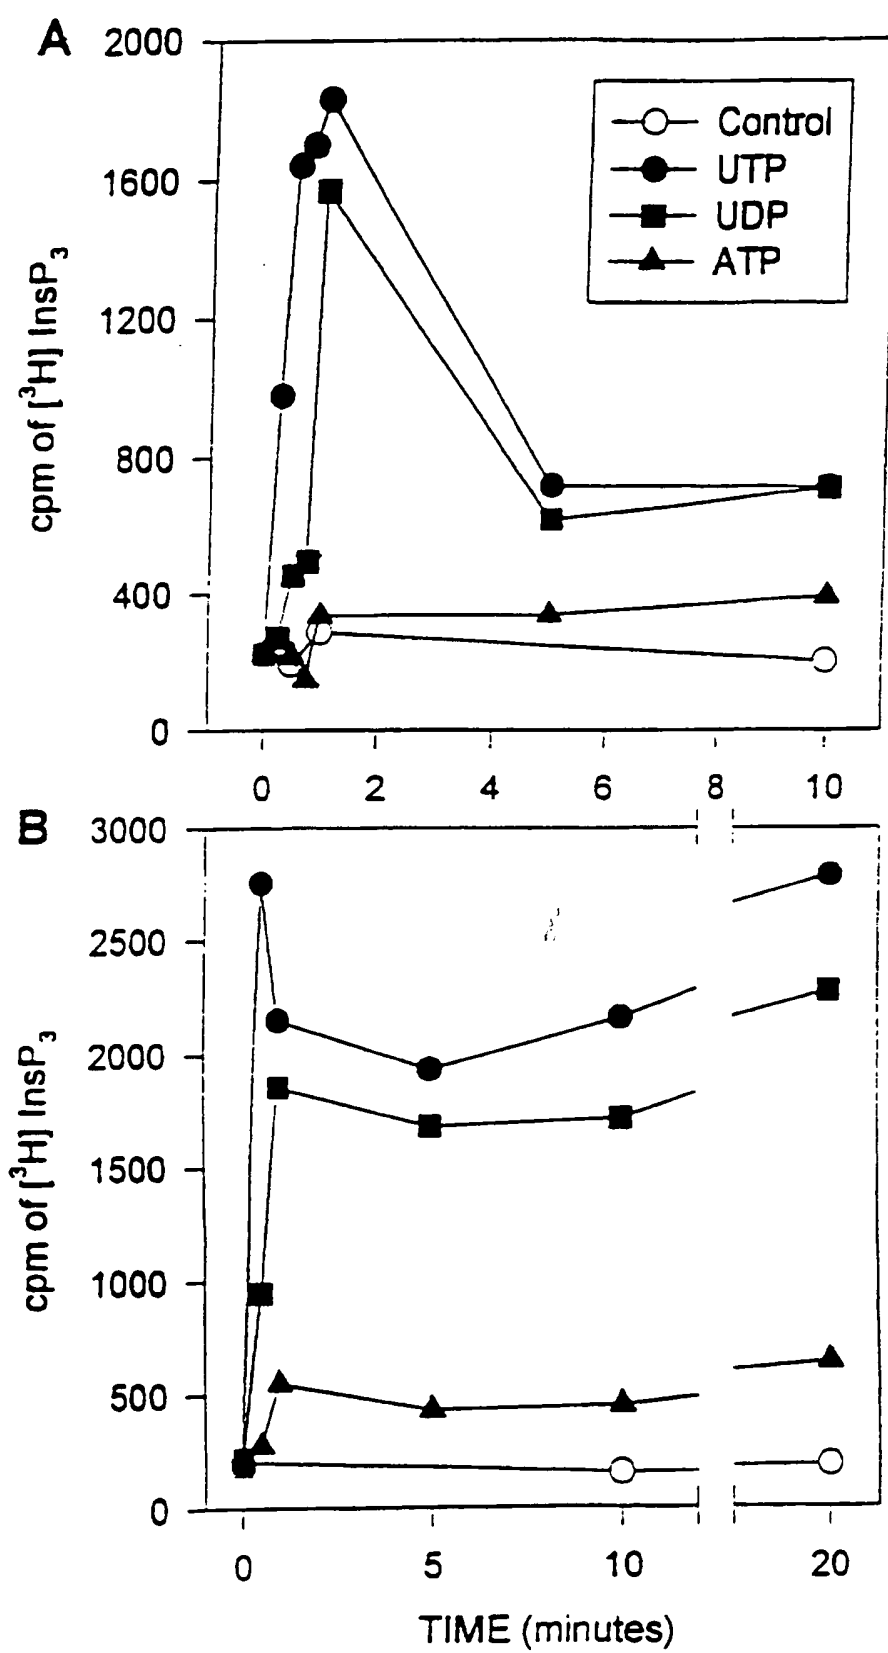 A
2000
1600
1200
800
400
0
cpm of [³H] InsP₃
Control
UTP
UDP
ATP
0 2 4 6 8 10
B
3000
2500
2000
1500
1000
500
0
cpm of [³H] InsP₃
0 5 10 20
TIME (minutes)